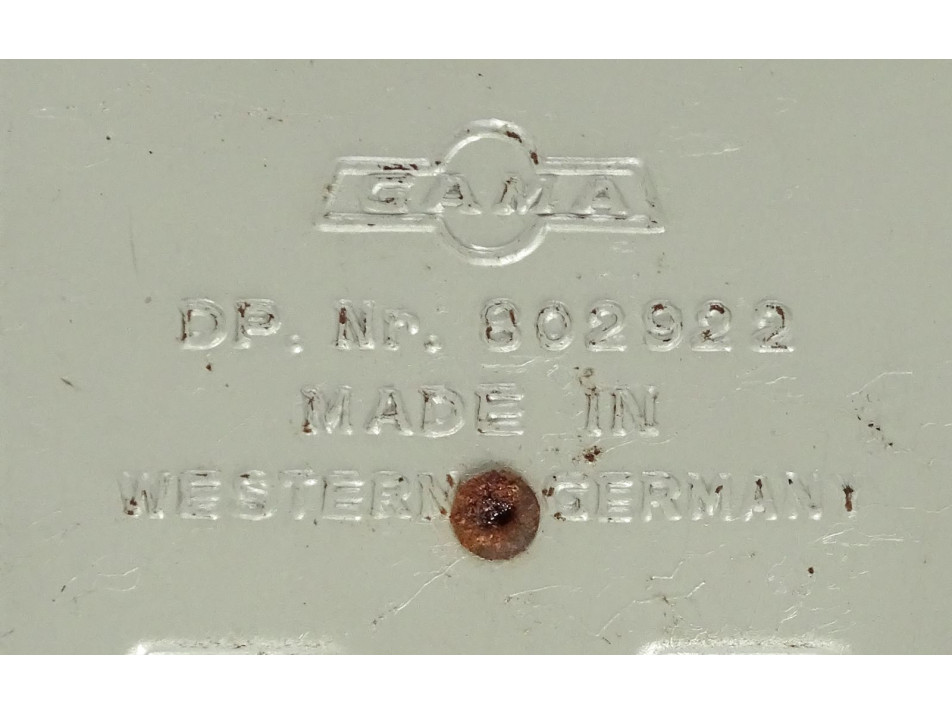 GAMA
DP. Nr. 802922
MADE IN
WESTERN GERMANY